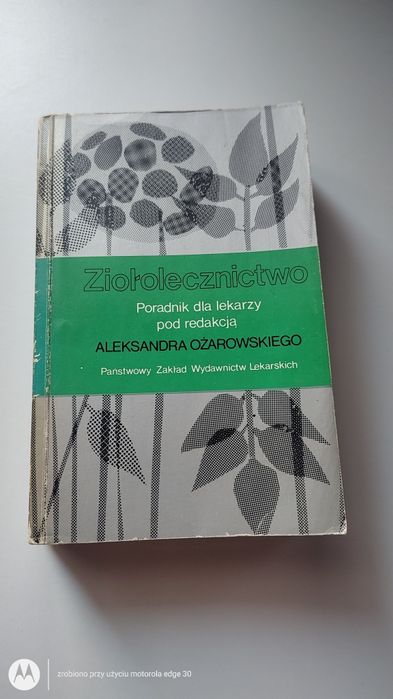 Ziołolecznictwo
Poradnik dla lekarzy
pod redakcją
ALEKSANDRA OŻAROWSKIEGO
Państwowy Zakład Wydawnictw Lekarskich
zrobiono przy użyciu motorola edge 30